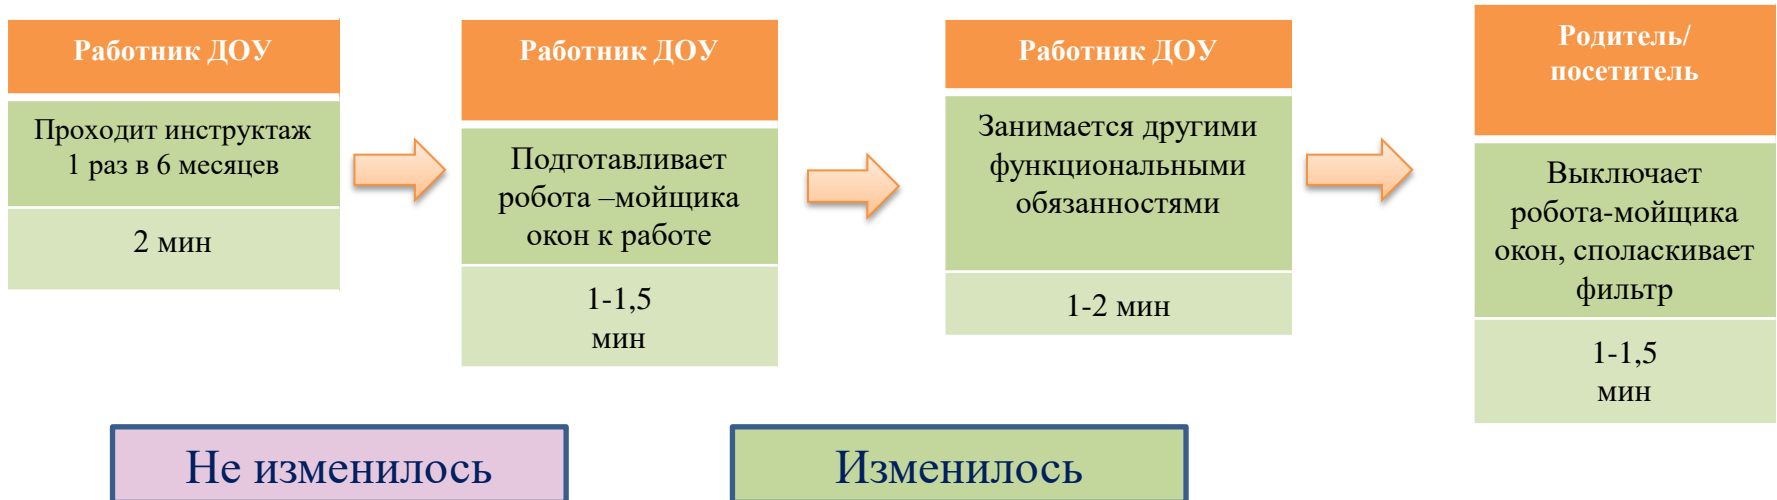 Работник ДОУ
Проходит инструктаж
1 раз в 6 месяцев
2 мин
Работник ДОУ
Подготавливает
робота –мойщика
окон к работе
1-1,5
мин
Работник ДОУ
Занимается другими
функциональными
обязанностями
1-2 мин
Родитель/
посетитель
Выключает
робота-мойщика
окон, споласкивает
фильтр
1-1,5
мин
Не изменилось
Изменилось